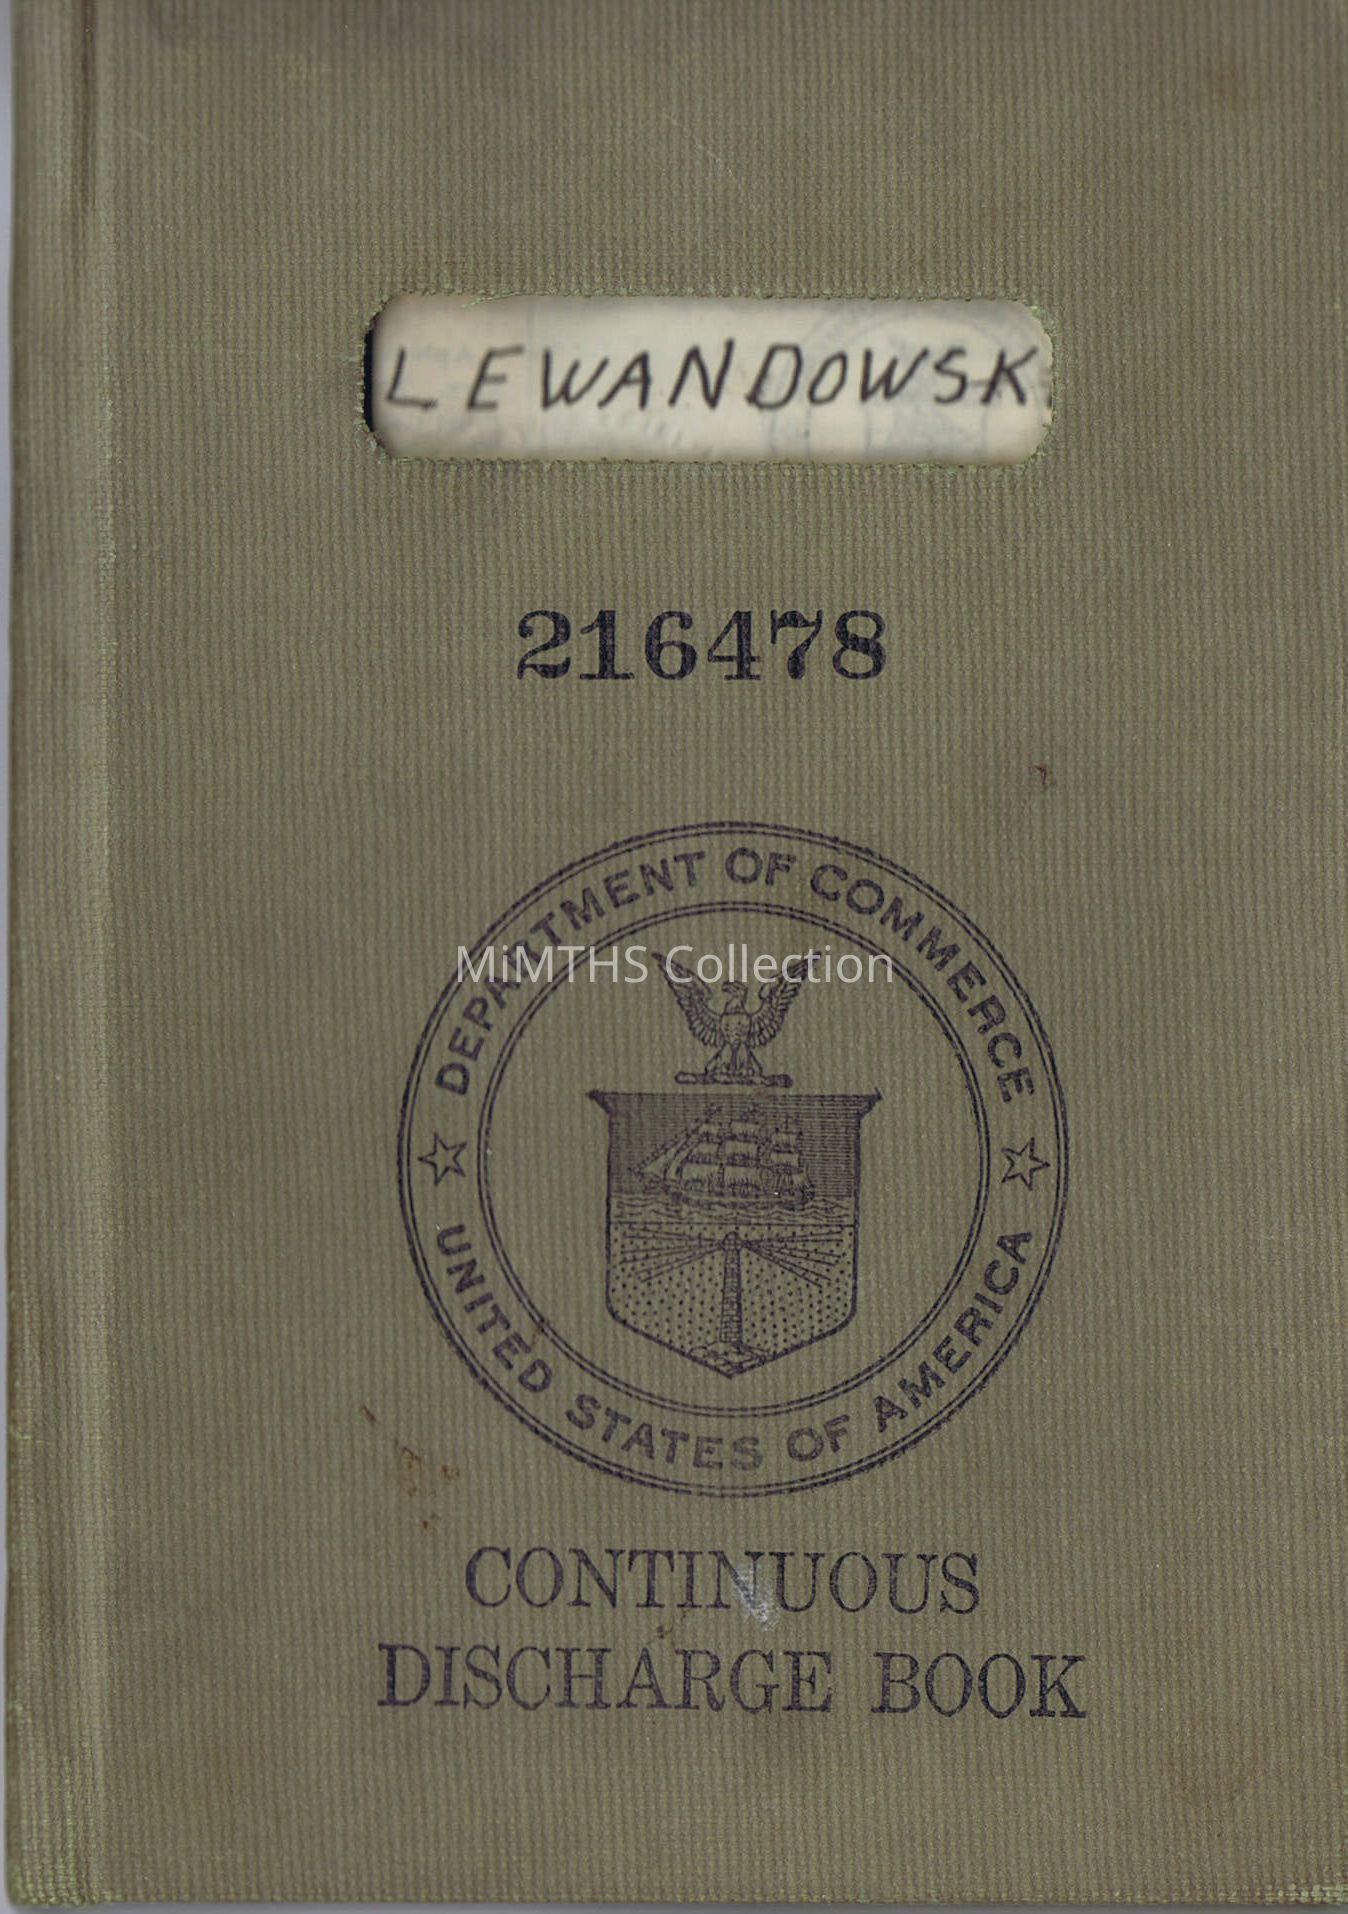 LEWANDOWSK
216478
DEPARTMENT OF COMMERCE
UNITED STATES OF AMERICA
MiMTHS Collection
CONTINUOUS
DISCHARGE BOOK